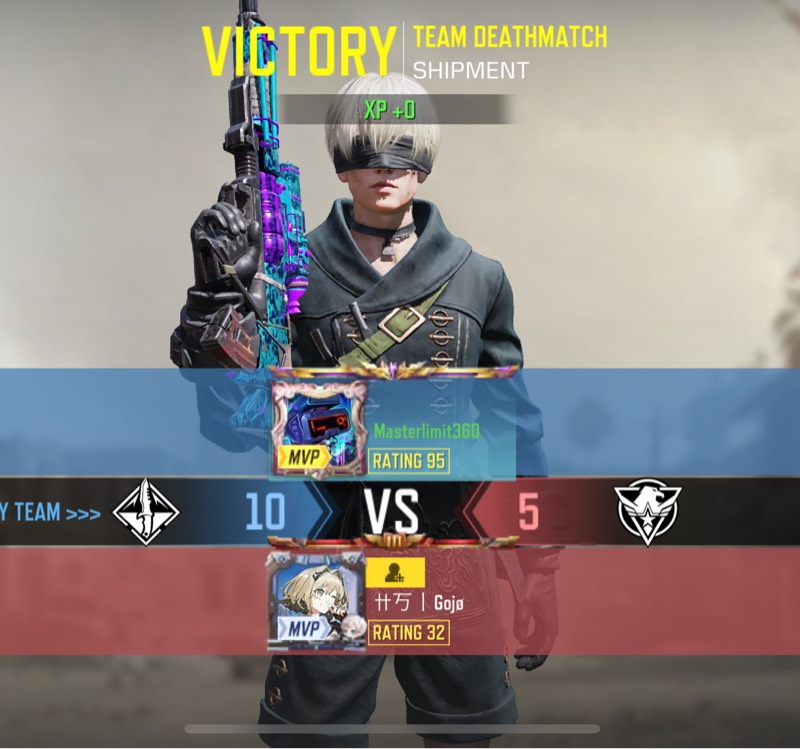 VICTORY
TEAM DEATHMATCH
SHIPMENT
XP +0
MVP
Masterlimit360
RATING 95
Y TEAM >>>
10 VS 5
MVP
卄丂丨Gojø
RATING 32